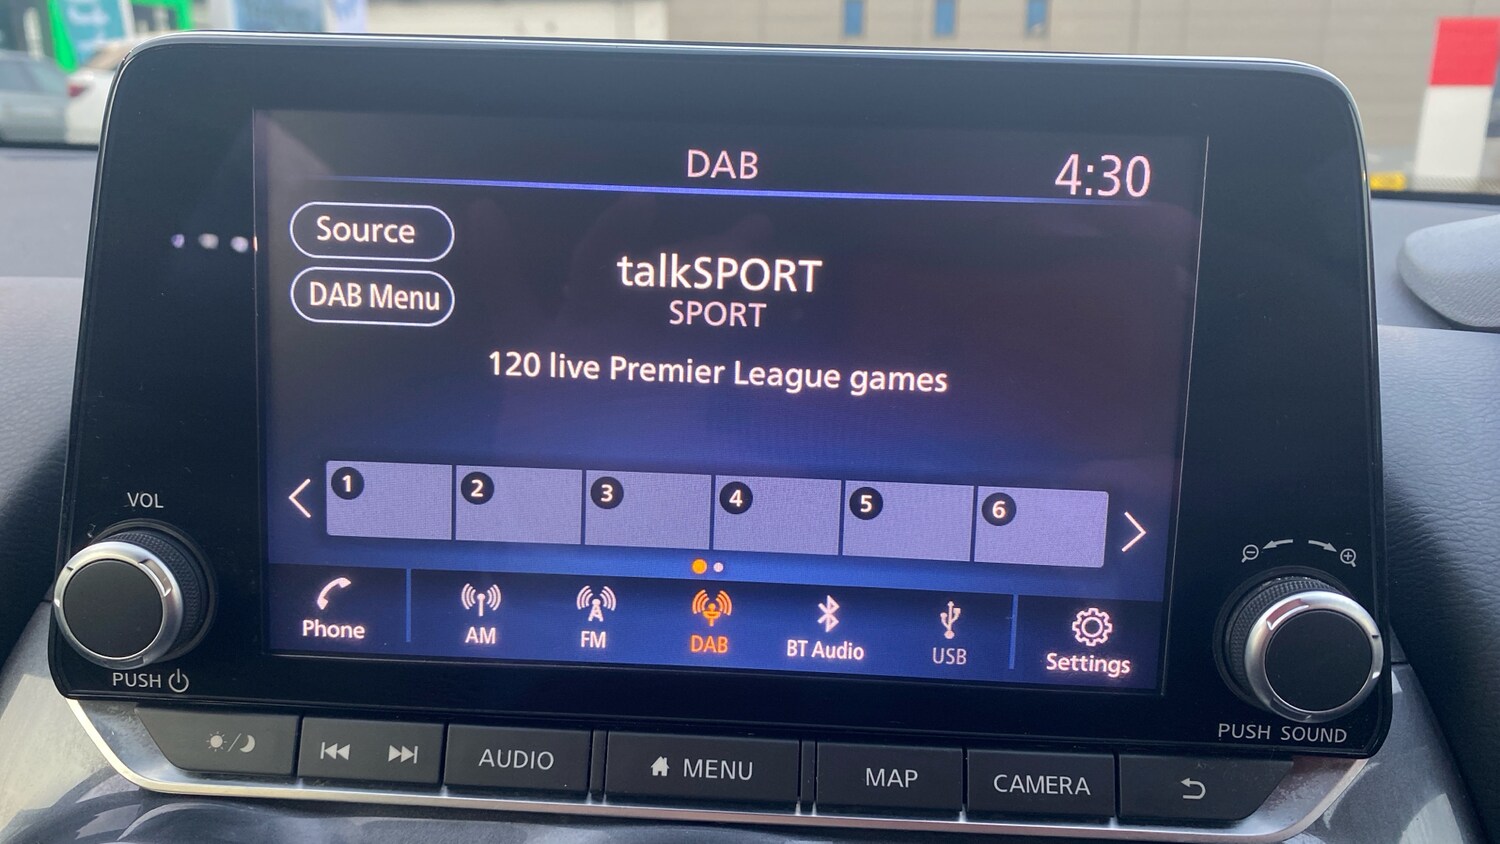 DAB
4:30
Source
DAB Menu
talkSPORT
SPORT
120 live Premier League games
1
2
3
4
5
6
Phone
AM
FM
DAB
BT Audio
USB
Settings
VOL
PUSH
PUSH SOUND
AUDIO
MENU
MAP
CAMERA